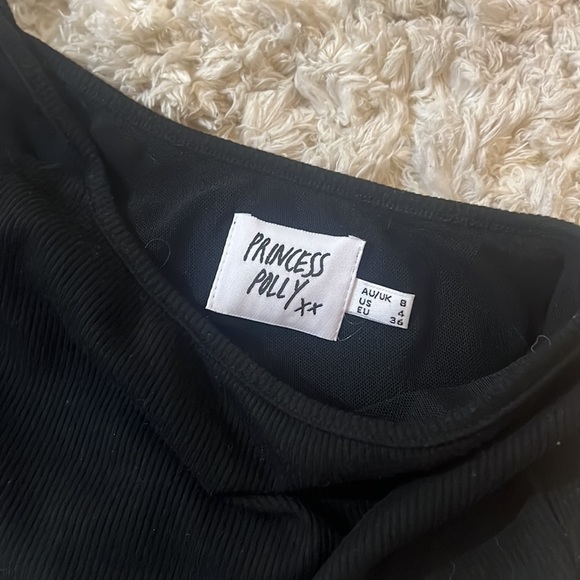 PRINCESS
POLLY
xx
AU/UK 8
US 4
EU 36